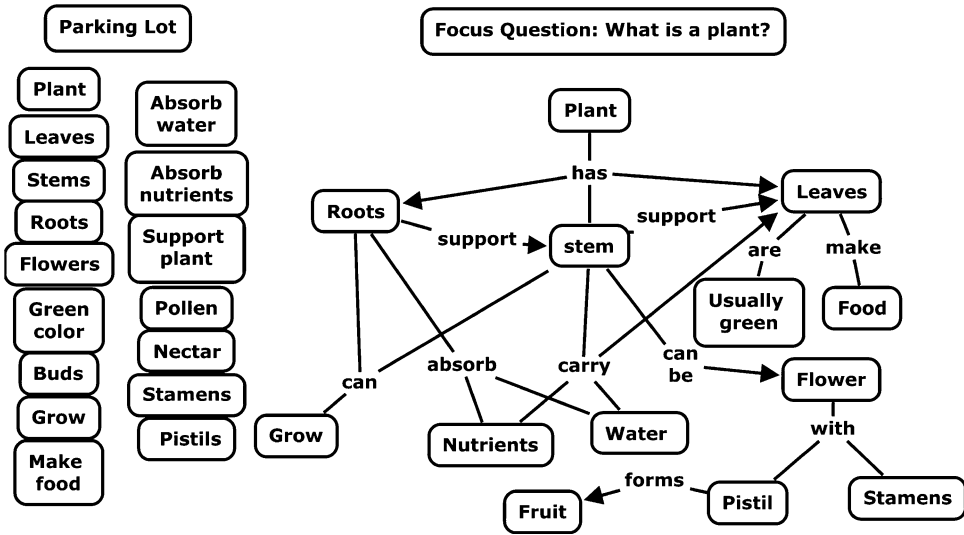 Parking Lot
Focus Question: What is a plant?
Plant
Leaves
Stems
Roots
Flowers
Green
color
Buds
Grow
Make
food
Absorb
water
Absorb
nutrients
Support
plant
Pollen
Nectar
Stamens
Pistils
Plant
has
Roots
Leaves
support
support
stem
are
make
Usually
green
Food
can
absorb
carry
can
be
Flower
Grow
Nutrients
Water
with
forms
Fruit
Pistil
Stamens